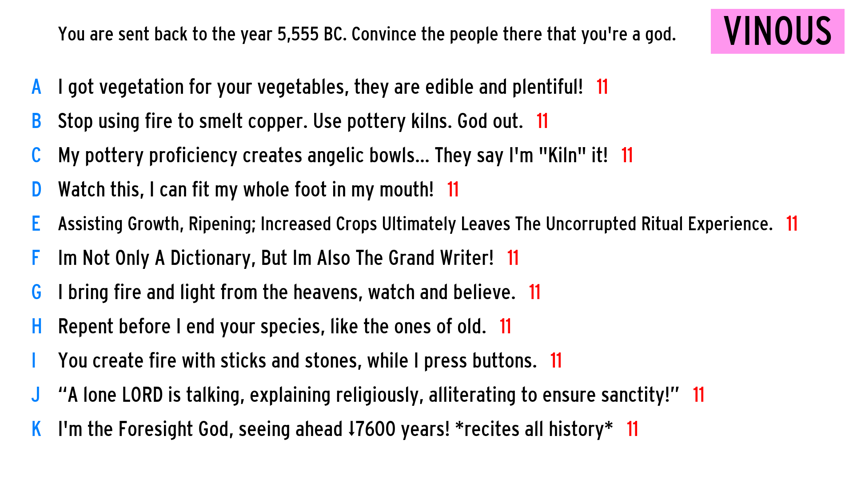 You are sent back to the year 5,555 BC. Convince the people there that you're a god.
VINOUS
A I got vegetation for your vegetables, they are edible and plentiful! 11
B Stop using fire to smelt copper. Use pottery kilns. God out. 11
C My pottery proficiency creates angelic bowls... They say I'm "Kiln" it! 11
D Watch this, I can fit my whole foot in my mouth! 11
E Assisting Growth, Ripening; Increased Crops Ultimately Leaves The Uncorrupted Ritual Experience. 11
F Im Not Only A Dictionary, But Im Also The Grand Writer! 11
G I bring fire and light from the heavens, watch and believe. 11
H Repent before I end your species, like the ones of old. 11
I You create fire with sticks and stones, while I press buttons. 11
J “A lone LORD is talking, explaining religiously, alliterating to ensure sanctity!” 11
K I'm the Foresight God, seeing ahead ⇃7600 years! *recites all history* 11